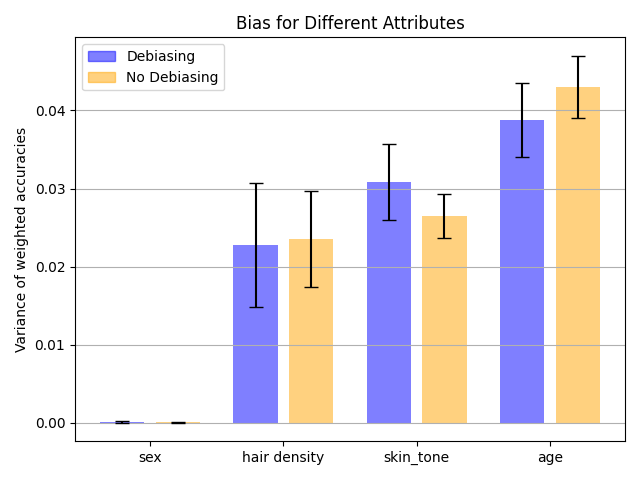 Bias for Different Attributes
Debiasing
No Debiasing
Variance of weighted accuracies
0.04
0.03
0.02
0.01
0.00
sex
hair density
skin_tone
age